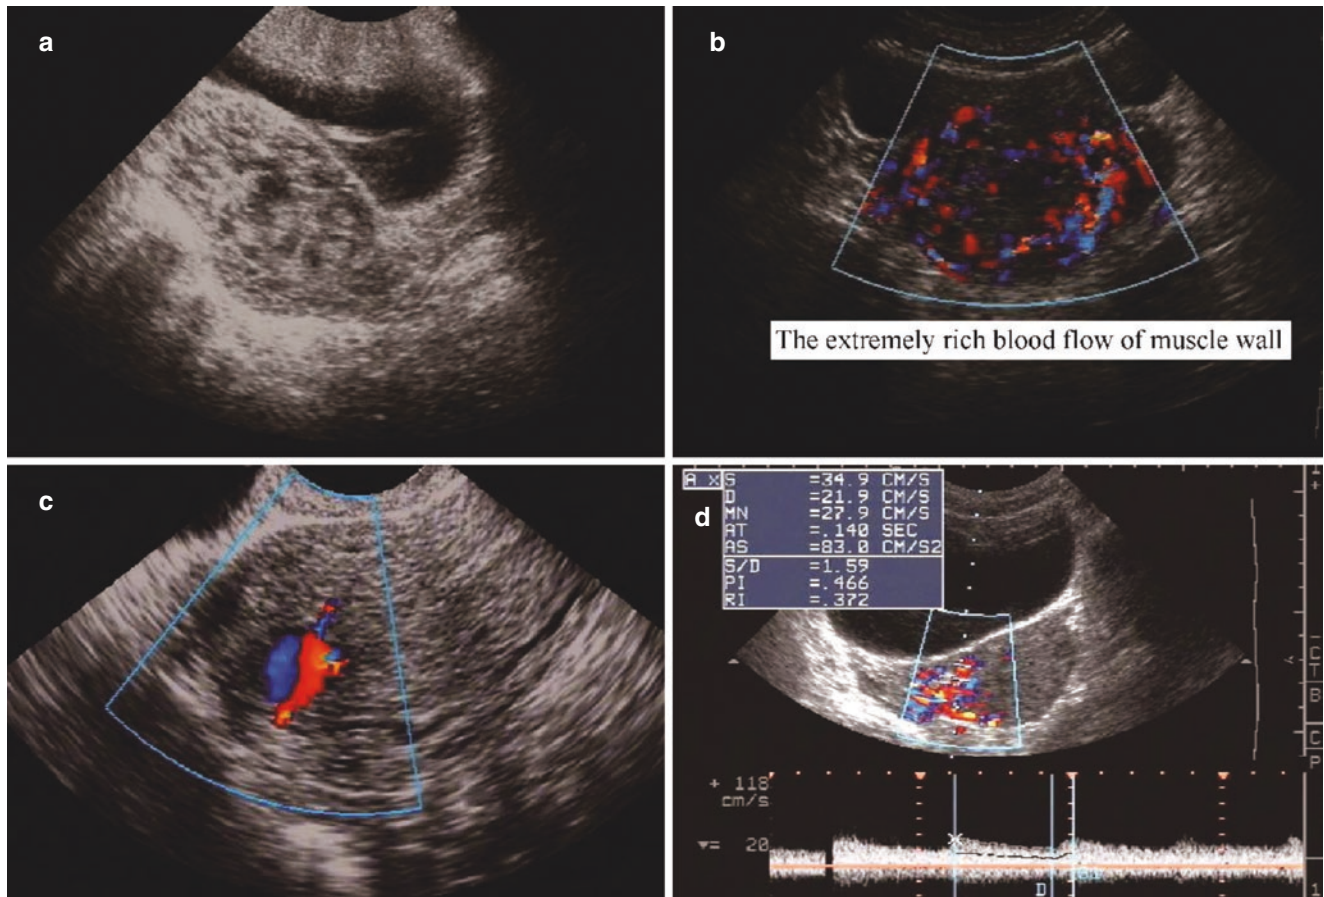 a
b
The extremely rich blood flow of muscle wall
c
d
A X S =34.9 CM/S
D =21.9 CM/S
MN =27.9 CM/S
AT =.140 SEC
AS =83.0 CM/S2
S/D =1.59
PI =.466
RI =.372
C
T
B
C
P
+ 118
cm/s
= 20
D
1